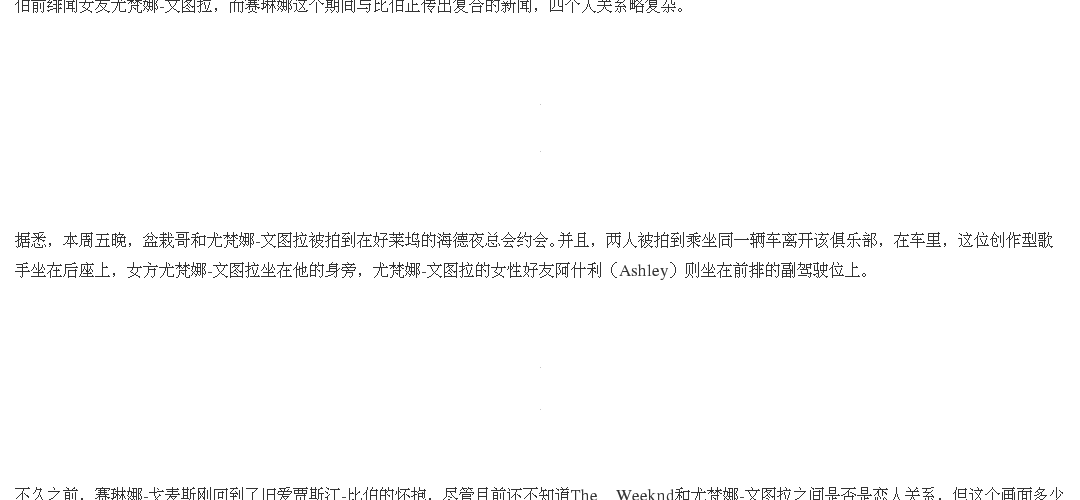 伯前绯闻女友尤梵娜-文图拉，而赛琳娜这个期间与比伯正传出复合的新闻，四个人关系略复杂。
据悉，本周五晚，盆栽哥和尤梵娜-文图拉被拍到在好莱坞的海德夜总会约会。并且，两人被拍到乘坐同一辆车离开该俱乐部，在车里，这位创作型歌
手坐在后座上，女方尤梵娜-文图拉坐在他的身旁，尤梵娜-文图拉的女性好友阿什利（Ashley）则坐在前排的副驾驶位上。
不久之前，赛琳娜-戈麦斯刚回到了旧爱贾斯汀-比伯的怀抱，尽管目前还不知道The Weeknd和尤梵娜-文图拉之间是否是恋人关系，但这个画面多少